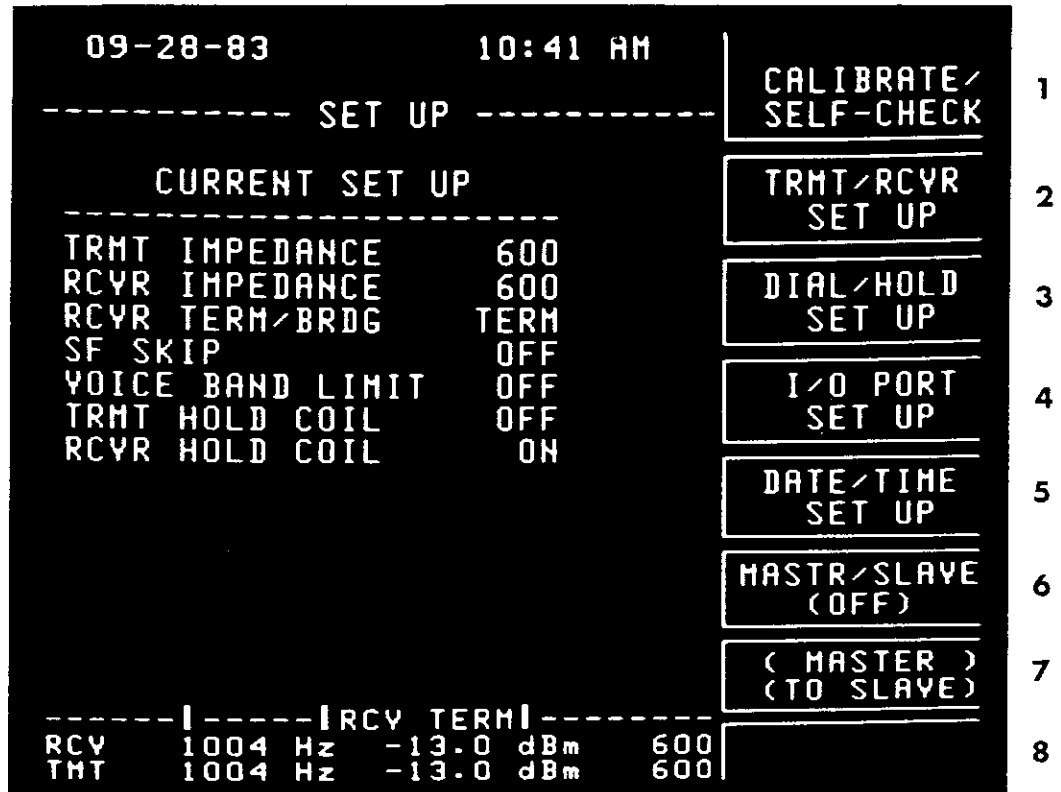 09-28-83 10:41 AM
----------- SET UP -----------
CURRENT SET UP
----------------------
TRMT IMPEDANCE 600
RCVR IMPEDANCE 600
RCVR TERM/BRDG TERM
SF SKIP OFF
VOICE BAND LIMIT OFF
TRMT HOLD COIL OFF
RCVR HOLD COIL ON
------|-----|RCV TERM|--------
RCV 1004 Hz -13.0 dBm 600
TMT 1004 Hz -13.0 dBm 600
CALIBRATE/
SELF-CHECK
1
TRMT/RCVR
SET UP
2
DIAL/HOLD
SET UP
3
I/O PORT
SET UP
4
DATE/TIME
SET UP
5
MASTR/SLAVE
(OFF)
6
( MASTER )
(TO SLAVE)
7
8